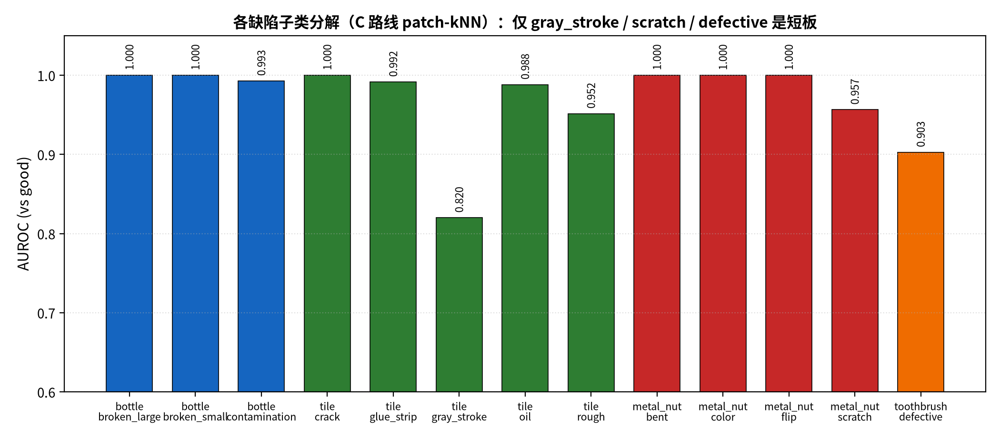 各缺陷子类分解（C 路线 patch-kNN）：仅 gray_stroke / scratch / defective 是短板
AUROC (vs good)
1.0
0.9
0.8
0.7
0.6
1.000
1.000
0.993
1.000
0.992
0.820
0.988
0.952
1.000
1.000
1.000
0.957
0.903
bottle
broken_large
bottle
broken_small
bottle
contamination
tile
crack
tile
glue_strip
tile
gray_stroke
tile
oil
tile
rough
metal_nut
bent
metal_nut
color
metal_nut
flip
metal_nut
scratch
toothbrush
defective